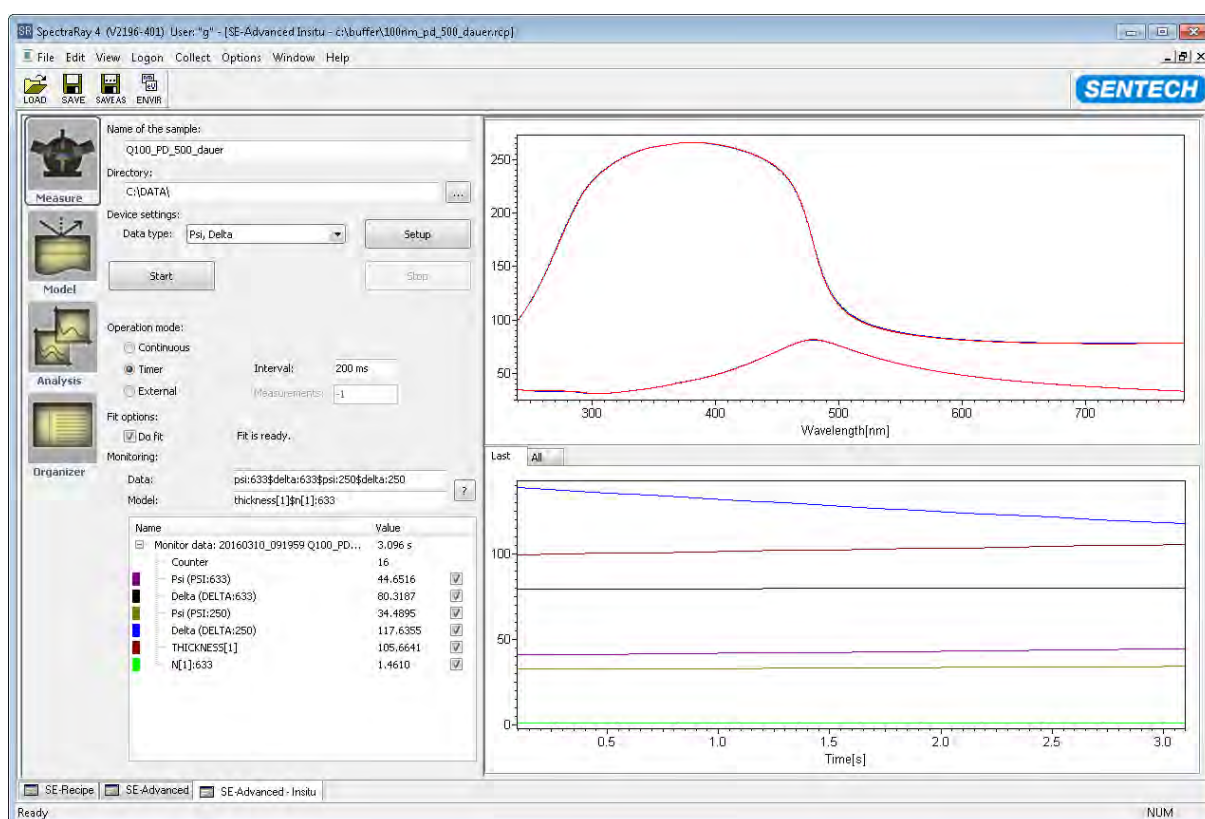 SR SpectraRay 4 (V2196-401) User: "g" - [SE-Advanced Insitu - c:\buffer\100nm_pd_500_dauer.rcp]
File Edit View Logon Collect Options Window Help
LOAD SAVE SAVEAS ENVIR
SENTECH
Measure
Model
Analysis
Organizer
Name of the sample:
Q100_PD_500_dauer
Directory:
C:\DATA\
...
Device settings:
Data type: Psi, Delta
Setup
Start
Stop
Operation mode:
Continuous
Timer
Interval: 200 ms
External
Measurements: -1
Fit options:
Do fit
Fit is ready.
Monitoring:
Data: psi:633$delta:633$psi:250$delta:250
?
Model: thickness[1]$n[1]:633
Name Value
Monitor data: 20160310_091959 Q100_PD... 3.096 s
Counter 16
Psi (PSI:633) 44.6516
Delta (DELTA:633) 80.3187
Psi (PSI:250) 34.4895
Delta (DELTA:250) 117.6355
THICKNESS[1] 105.6641
N[1]:633 1.4610
250
200
150
100
50
300 400 500 600 700
Wavelength[nm]
Last All
100
50
0
0.5 1.0 1.5 2.0 2.5 3.0
Time[s]
SE-Recipe SE-Advanced SE-Advanced - Insitu
Ready NUM